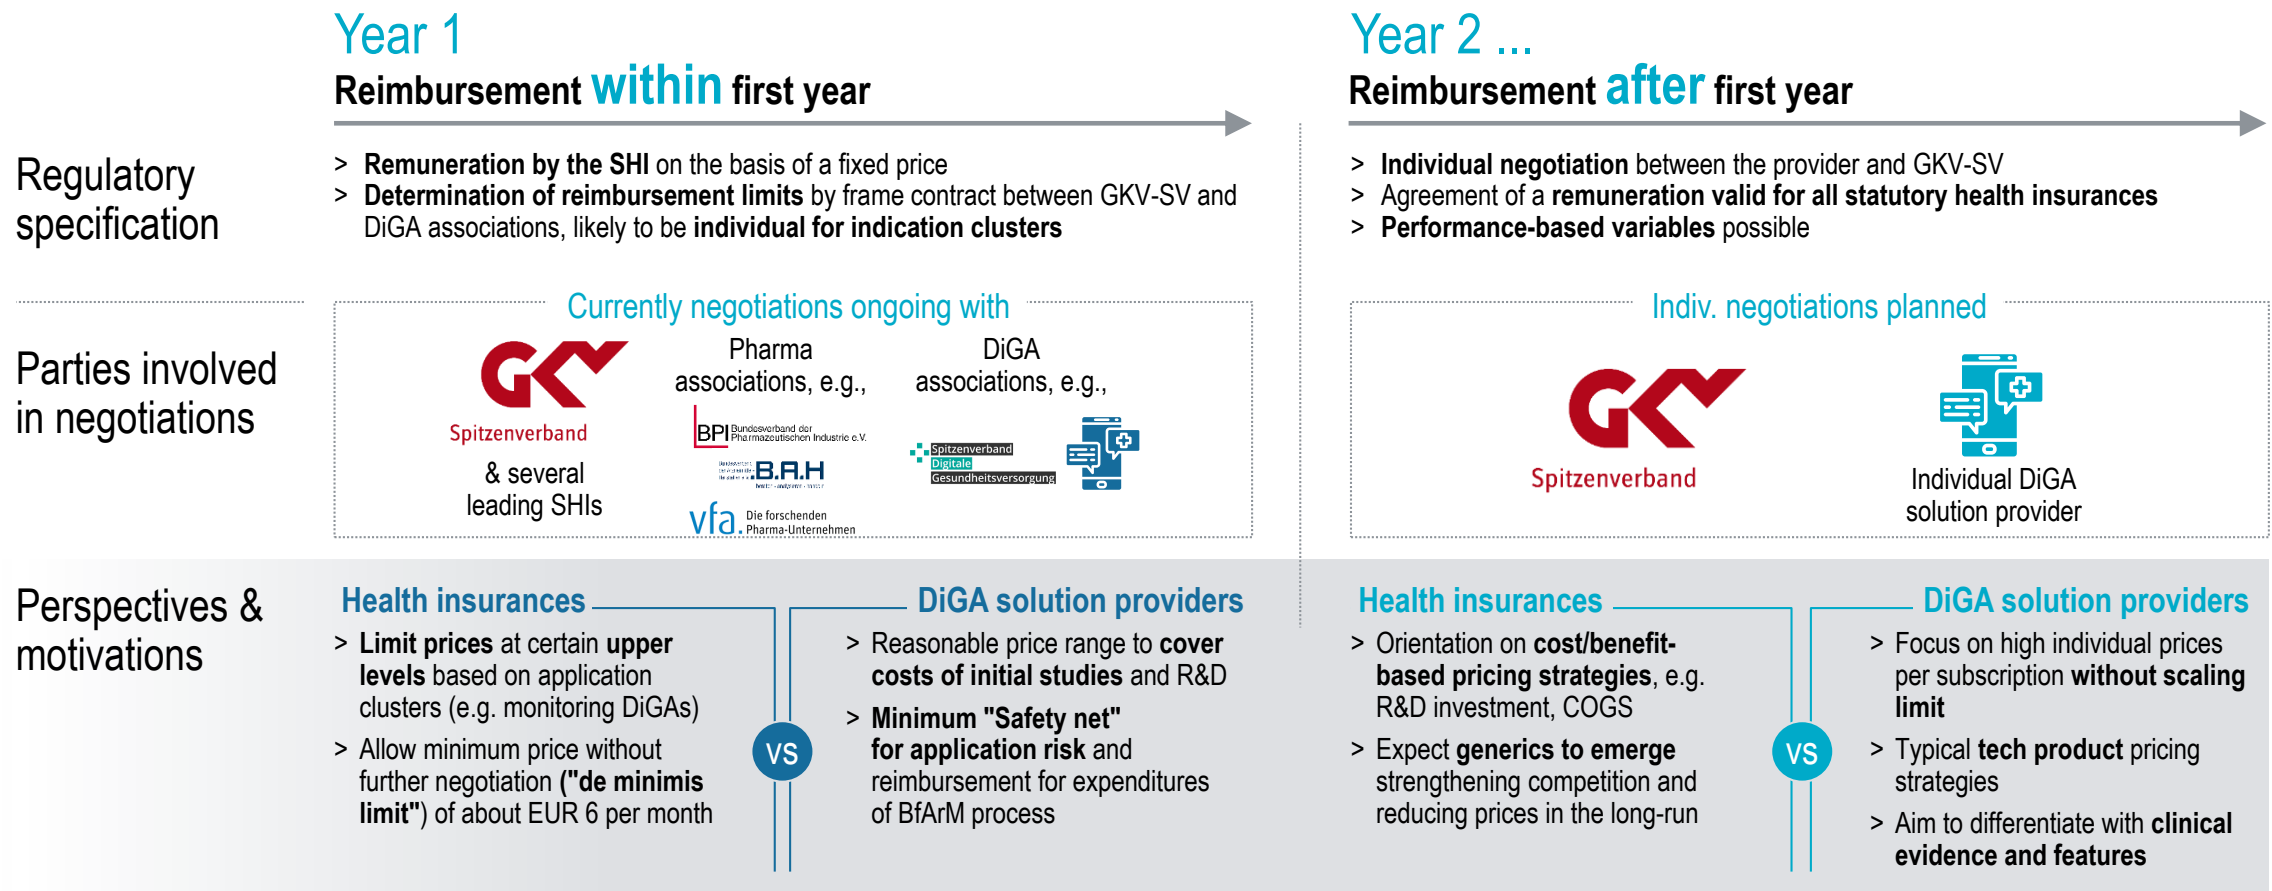 Year 1
Reimbursement within first year
Year 2 ...
Reimbursement after first year
Regulatory
specification
> Remuneration by the SHI on the basis of a fixed price
> Determination of reimbursement limits by frame contract between GKV-SV and
DiGA associations, likely to be individual for indication clusters
> Individual negotiation between the provider and GKV-SV
> Agreement of a remuneration valid for all statutory health insurances
> Performance-based variables possible
Parties involved
in negotiations
Currently negotiations ongoing with
GKV
Spitzenverband
& several
leading SHIs
Pharma
associations, e.g.,
BPI Bundesverband der
Pharmazeutischen Industrie e.V.
B.A.H
vfa. Die forschenden
Pharma-Unternehmen
DiGA
associations, e.g.,
Spitzenverband
Digitale
Gesundheitsversorgung
Indiv. negotiations planned
GKV
Spitzenverband
Individual DiGA
solution provider
Perspectives &
motivations
Health insurances
> Limit prices at certain upper
levels based on application
clusters (e.g. monitoring DiGAs)
> Allow minimum price without
further negotiation ("de minimis
limit") of about EUR 6 per month
VS
DiGA solution providers
> Reasonable price range to cover
costs of initial studies and R&D
> Minimum "Safety net"
for application risk and
reimbursement for expenditures
of BfArM process
Health insurances
> Orientation on cost/benefit-
based pricing strategies, e.g.
R&D investment, COGS
> Expect generics to emerge
strengthening competition and
reducing prices in the long-run
VS
DiGA solution providers
> Focus on high individual prices
per subscription without scaling
limit
> Typical tech product pricing
strategies
> Aim to differentiate with clinical
evidence and features